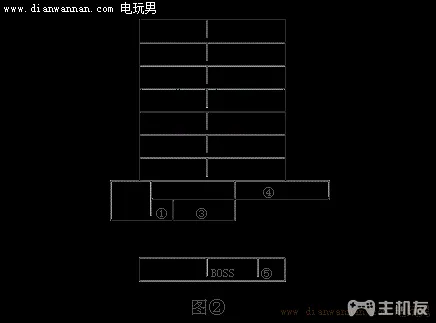 www.dianwannan.com 电玩男
④
① ③
BOSS ⑤
图②
www.dianwannan.com
主机友